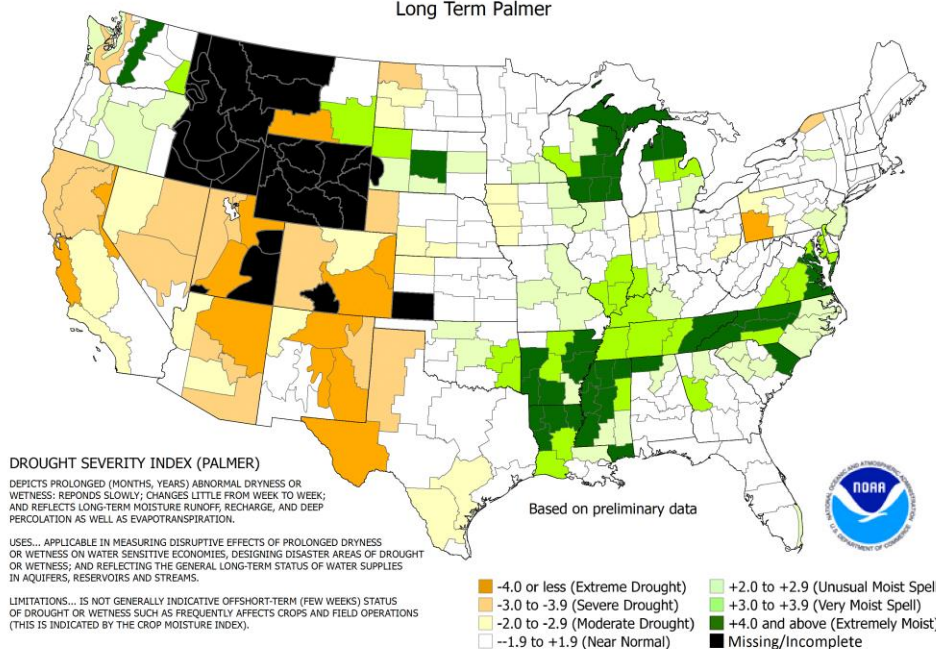 Long Term Palmer
DROUGHT SEVERITY INDEX (PALMER)
DEPICTS PROLONGED (MONTHS, YEARS) ABNORMAL DRYNESS OR
WETNESS: REPONDS SLOWLY; CHANGES LITTLE FROM WEEK TO WEEK;
AND REFLECTS LONG-TERM MOISTURE RUNOFF, RECHARGE, AND DEEP
PERCOLATION AS WELL AS EVAPOTRANSPIRATION.
USES... APPLICABLE IN MEASURING DISRUPTIVE EFFECTS OF PROLONGED DRYNESS
OR WETNESS ON WATER SENSITIVE ECONOMIES, DESIGNING DISASTER AREAS OF DROUGHT
OR WETNESS; AND REFLECTING THE GENERAL LONG-TERM STATUS OF WATER SUPPLIES
IN AQUIFERS, RESERVOIRS AND STREAMS.
LIMITATIONS... IS NOT GENERALLY INDICATIVE OFFSHORT-TERM (FEW WEEKS) STATUS
OF DROUGHT OR WETNESS SUCH AS FREQUENTLY AFFECTS CROPS AND FIELD OPERATIONS
(THIS IS INDICATED BY THE CROP MOISTURE INDEX).
Based on preliminary data
NATIONAL OCEANIC AND ATMOSPHERIC ADMINISTRATION
NOAA
U.S. DEPARTMENT OF COMMERCE
-4.0 or less (Extreme Drought)
-3.0 to -3.9 (Severe Drought)
-2.0 to -2.9 (Moderate Drought)
--1.9 to +1.9 (Near Normal)
+2.0 to +2.9 (Unusual Moist Spell)
+3.0 to +3.9 (Very Moist Spell)
+4.0 and above (Extremely Moist)
Missing/Incomplete